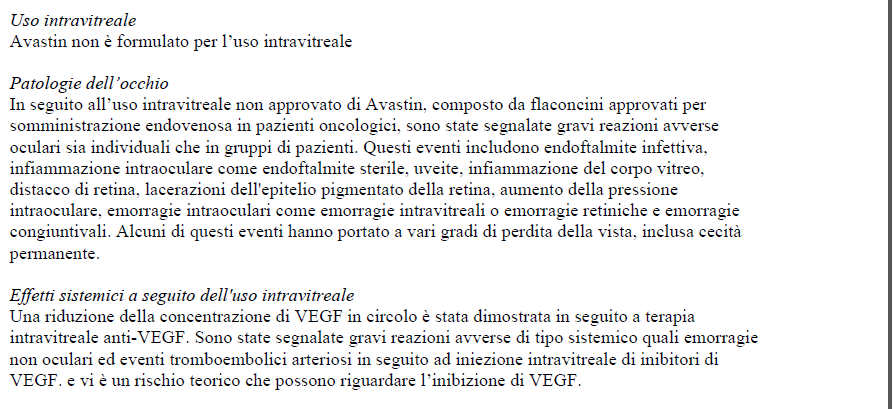 Uso intravitreale
Avastin non è formulato per l’uso intravitreale
Patologie dell’occhio
In seguito all’uso intravitreale non approvato di Avastin, composto da flaconcini approvati per
somministrazione endovenosa in pazienti oncologici, sono state segnalate gravi reazioni avverse
oculari sia individuali che in gruppi di pazienti. Questi eventi includono endoftalmite infettiva,
infiammazione intraoculare come endoftalmite sterile, uveite, infiammazione del corpo vitreo,
distacco di retina, lacerazioni dell'epitelio pigmentato della retina, aumento della pressione
intraoculare, emorragie intraoculari come emorragie intravitreali o emorragie retiniche e emorragie
congiuntivali. Alcuni di questi eventi hanno portato a vari gradi di perdita della vista, inclusa cecità
permanente.
Effetti sistemici a seguito dell'uso intravitreale
Una riduzione della concentrazione di VEGF in circolo è stata dimostrata in seguito a terapia
intravitreale anti-VEGF. Sono state segnalate gravi reazioni avverse di tipo sistemico quali emorragie
non oculari ed eventi tromboembolici arteriosi in seguito ad iniezione intravitreale di inibitori di
VEGF. e vi è un rischio teorico che possono riguardare l’inibizione di VEGF.